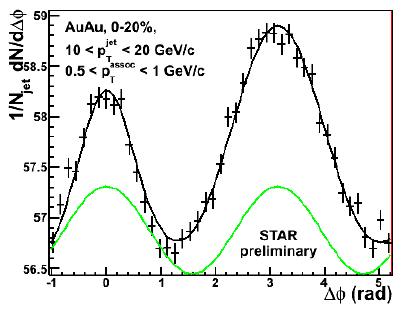 59
58.5
58
57.5
57
56.5
1/N_jet dN/dΔϕ
AuAu, 0-20%,
10 < p_T^jet < 20 GeV/c
0.5 < p_T^assoc < 1 GeV/c
STAR
preliminary
-1 0 1 2 3 4 5
Δϕ (rad)